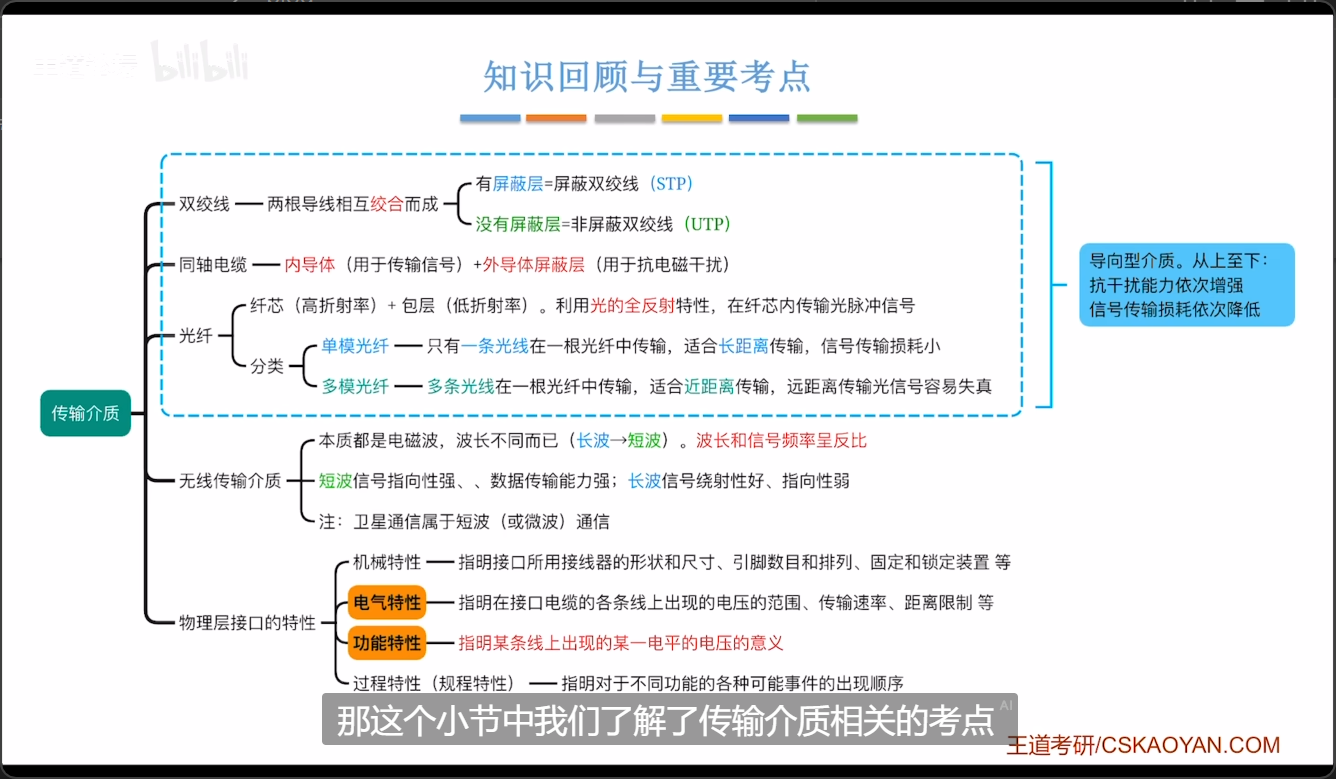 bilibili
知识回顾与重要考点
传输介质
双绞线
两根导线相互绞合而成
有屏蔽层=屏蔽双绞线（STP）
没有屏蔽层=非屏蔽双绞线（UTP）
同轴电缆
内导体（用于传输信号）+外导体屏蔽层（用于抗电磁干扰）
光纤
纤芯（高折射率）+ 包层（低折射率）。利用光的全反射特性，在纤芯内传输光脉冲信号
分类
单模光纤
只有一条光线在一根光纤中传输，适合长距离传输，信号传输损耗小
多模光纤
多条光线在一根光纤中传输，适合近距离传输，远距离传输光信号容易失真
导向型介质。从上至下：
抗干扰能力依次增强
信号传输损耗依次降低
无线传输介质
本质都是电磁波，波长不同而已（长波→短波）。波长和信号频率呈反比
短波信号指向性强、、数据传输能力强；长波信号绕射性好、指向性弱
注：卫星通信属于短波（或微波）通信
物理层接口的特性
机械特性
指明接口所用接线器的形状和尺寸、引脚数目和排列、固定和锁定装置 等
电气特性
指明在接口电缆的各条线上出现的电压的范围、传输速率、距离限制 等
功能特性
指明某条线上出现的某一电平的电压的意义
过程特性（规程特性）
指明对于不同功能的各种可能事件的出现顺序
那这个小节中我们了解了传输介质相关的考点
AI
王道考研/CSKAOYAN.COM